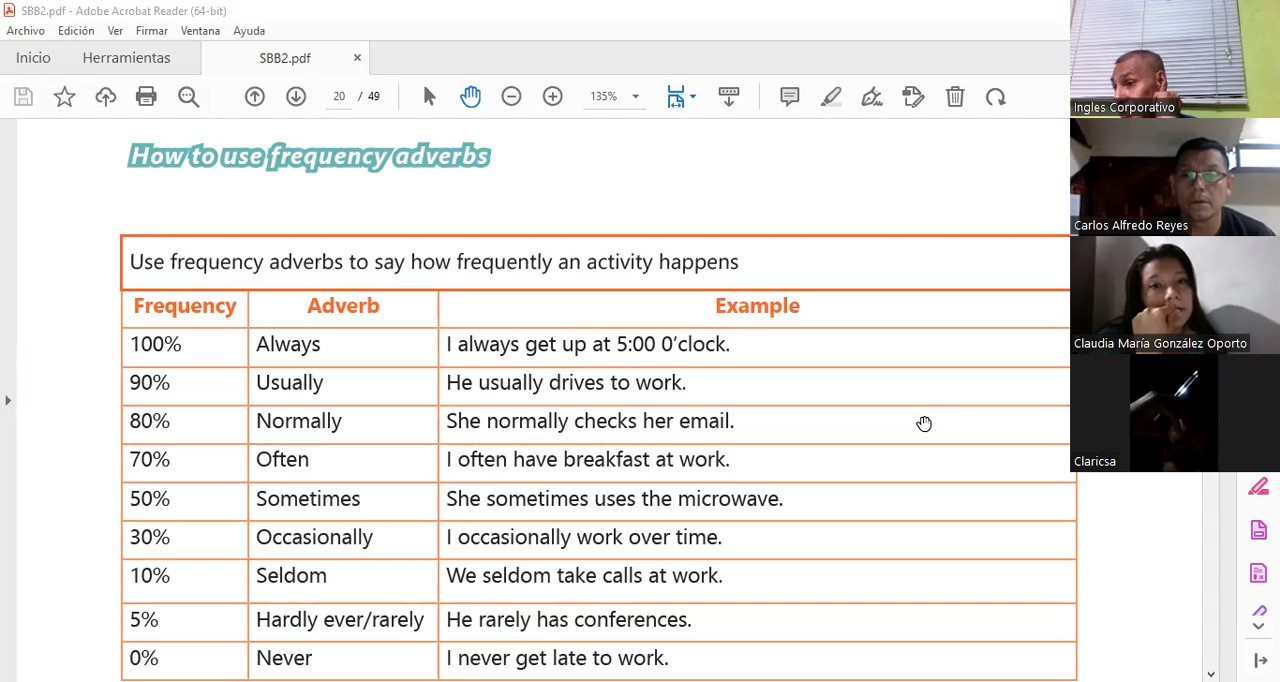 SBB2.pdf - Adobe Acrobat Reader (64-bit)
Archivo Edición Ver Firmar Ventana Ayuda
Inicio Herramientas SBB2.pdf ×
20 / 49 135%
How to use frequency adverbs
Use frequency adverbs to say how frequently an activity happens
Frequency Adverb Example
100% Always I always get up at 5:00 0'clock.
90% Usually He usually drives to work.
80% Normally She normally checks her email.
70% Often I often have breakfast at work.
50% Sometimes She sometimes uses the microwave.
30% Occasionally I occasionally work over time.
10% Seldom We seldom take calls at work.
5% Hardly ever/rarely He rarely has conferences.
0% Never I never get late to work.
Ingles Corporativo
Carlos Alfredo Reyes
Claudia María González Oporto
Claricsa